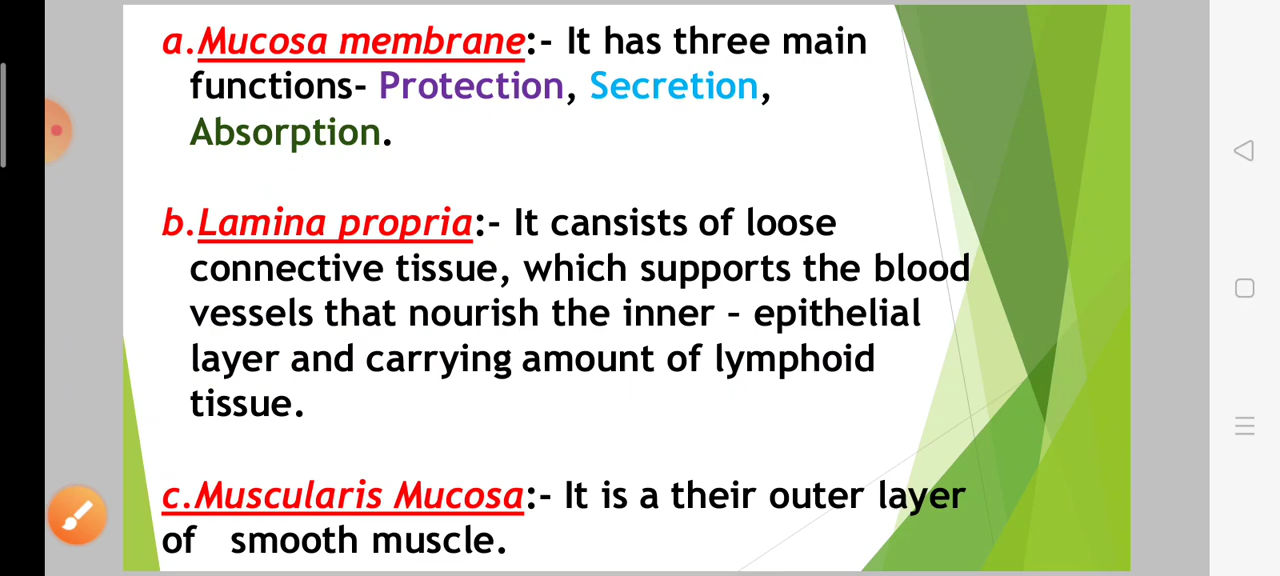 a.Mucosa membrane:- It has three main
functions- Protection, Secretion,
Absorption.
b.Lamina propria:- It cansists of loose
connective tissue, which supports the blood
vessels that nourish the inner – epithelial
layer and carrying amount of lymphoid
tissue.
c.Muscularis Mucosa:- It is a their outer layer
of smooth muscle.